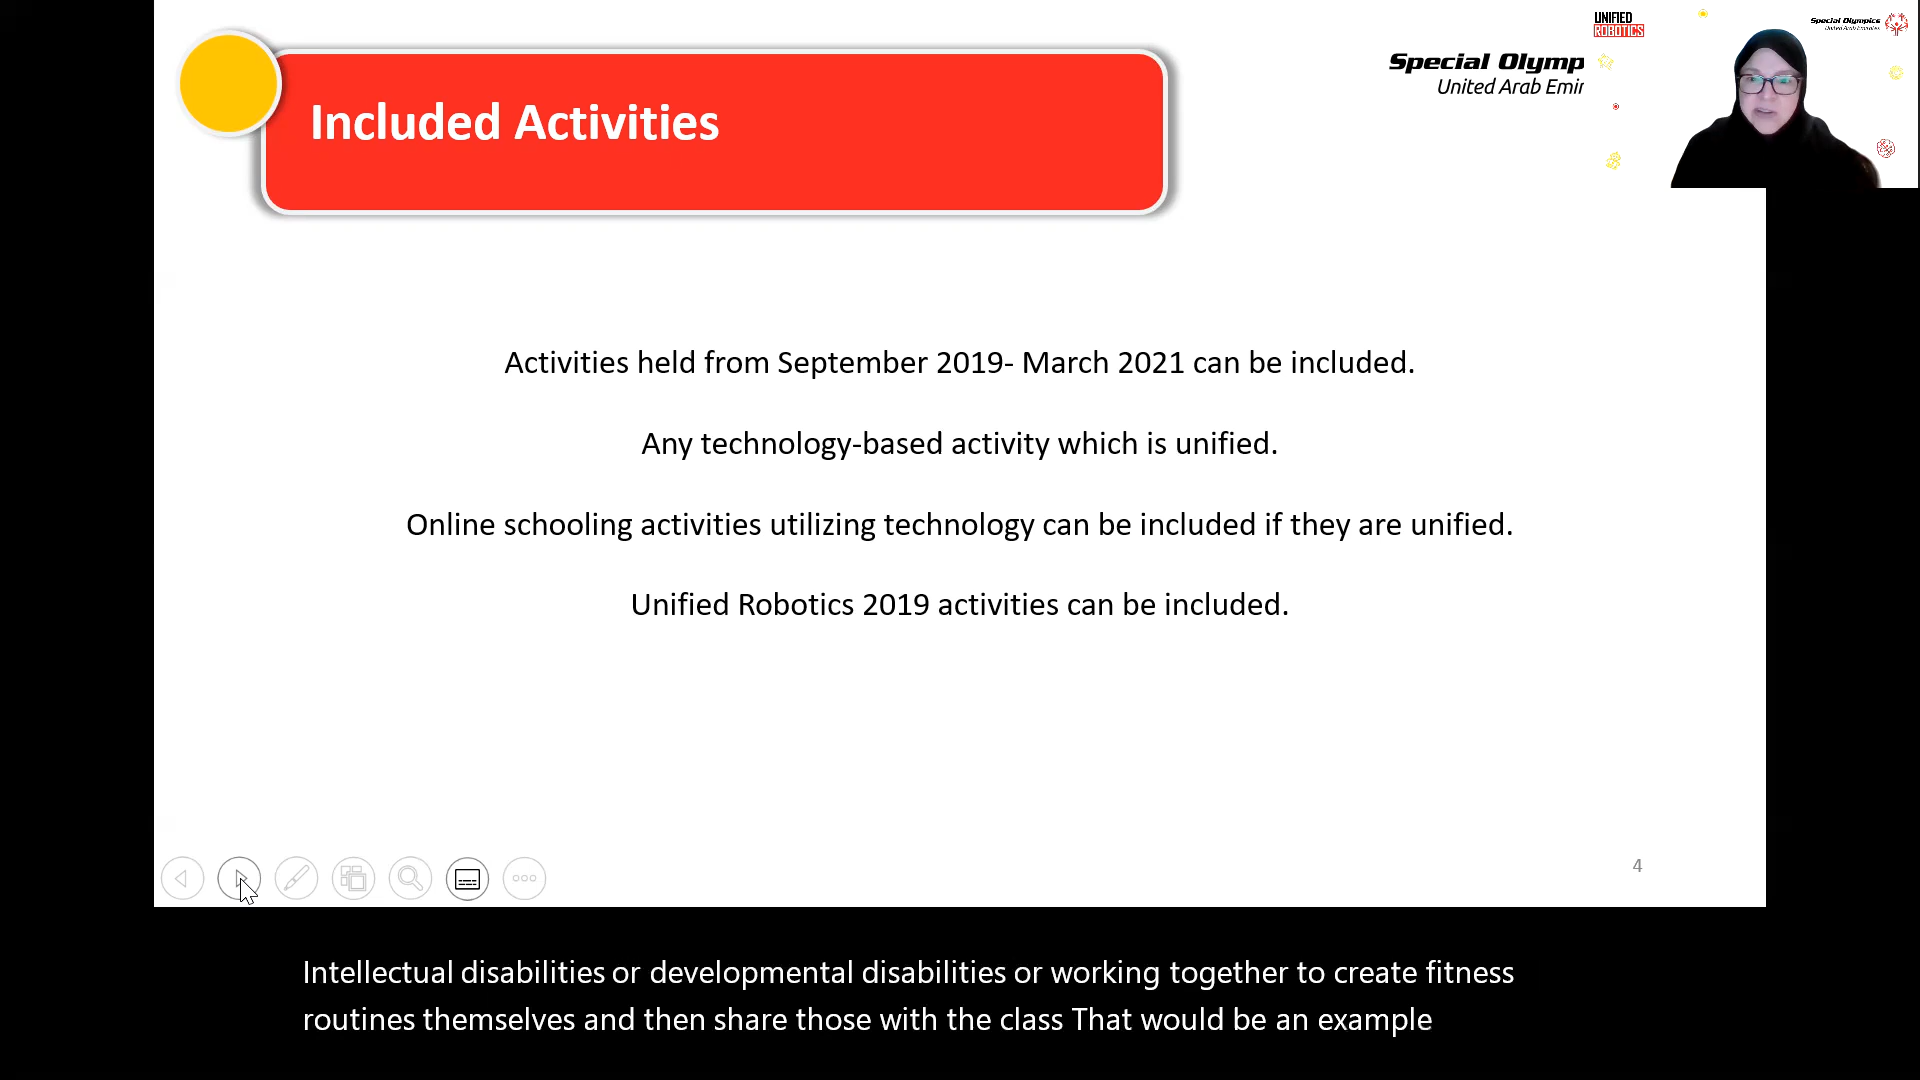 Included Activities
Special Olymp
United Arab Emir
UNIFIED
ROBOTICS
Special Olympics
United Arab Emirates
Activities held from September 2019- March 2021 can be included.
Any technology-based activity which is unified.
Online schooling activities utilizing technology can be included if they are unified.
Unified Robotics 2019 activities can be included.
4
Intellectual disabilities or developmental disabilities or working together to create fitness
routines themselves and then share those with the class That would be an example